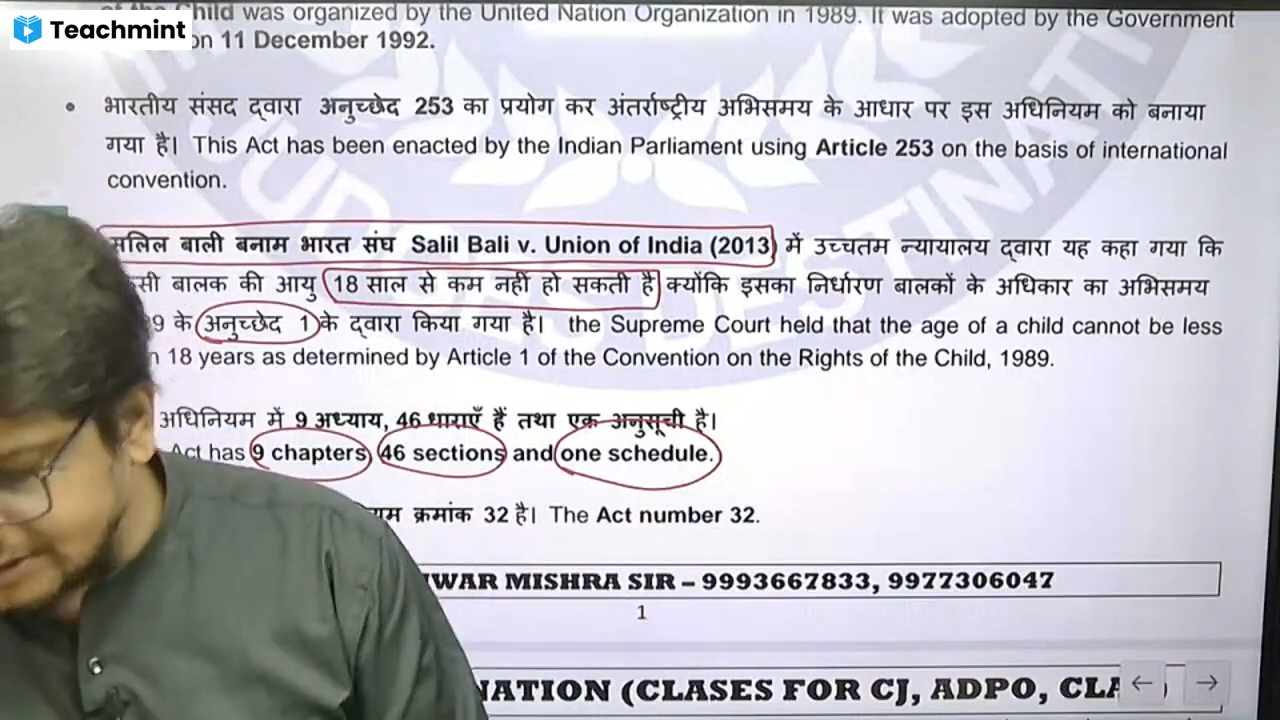 of the Child was organized by the United Nation Organization in 1989. It was adopted by the Government
Teachmint
on 11 December 1992.
• भारतीय संसद द्वारा अनुच्छेद 253 का प्रयोग कर अंतर्राष्ट्रीय अभिसमय के आधार पर इस अधिनियम को बनाया
गया है। This Act has been enacted by the Indian Parliament using Article 253 on the basis of international
convention.
सलिल बाली बनाम भारत संघ Salil Bali v. Union of India (2013) में उच्चतम न्यायालय द्वारा यह कहा गया कि
बालक की आयु 18 साल से कम नहीं हो सकती है क्योंकि इसका निर्धारण बालकों के अधिकार का अभिसमय
9 के अनुच्छेद 1 के द्वारा किया गया है। the Supreme Court held that the age of a child cannot be less
18 years as determined by Article 1 of the Convention on the Rights of the Child, 1989.
अधिनियम में 9 अध्याय, 46 धाराएँ हैं तथा एक अनुसूची है।
Act has 9 chapters 46 sections and one schedule.
क्रमांक 32 है। The Act number 32.
WAR MISHRA SIR – 9993667833, 9977306047
1
NATION (CLASES FOR CJ, ADPO, CLA